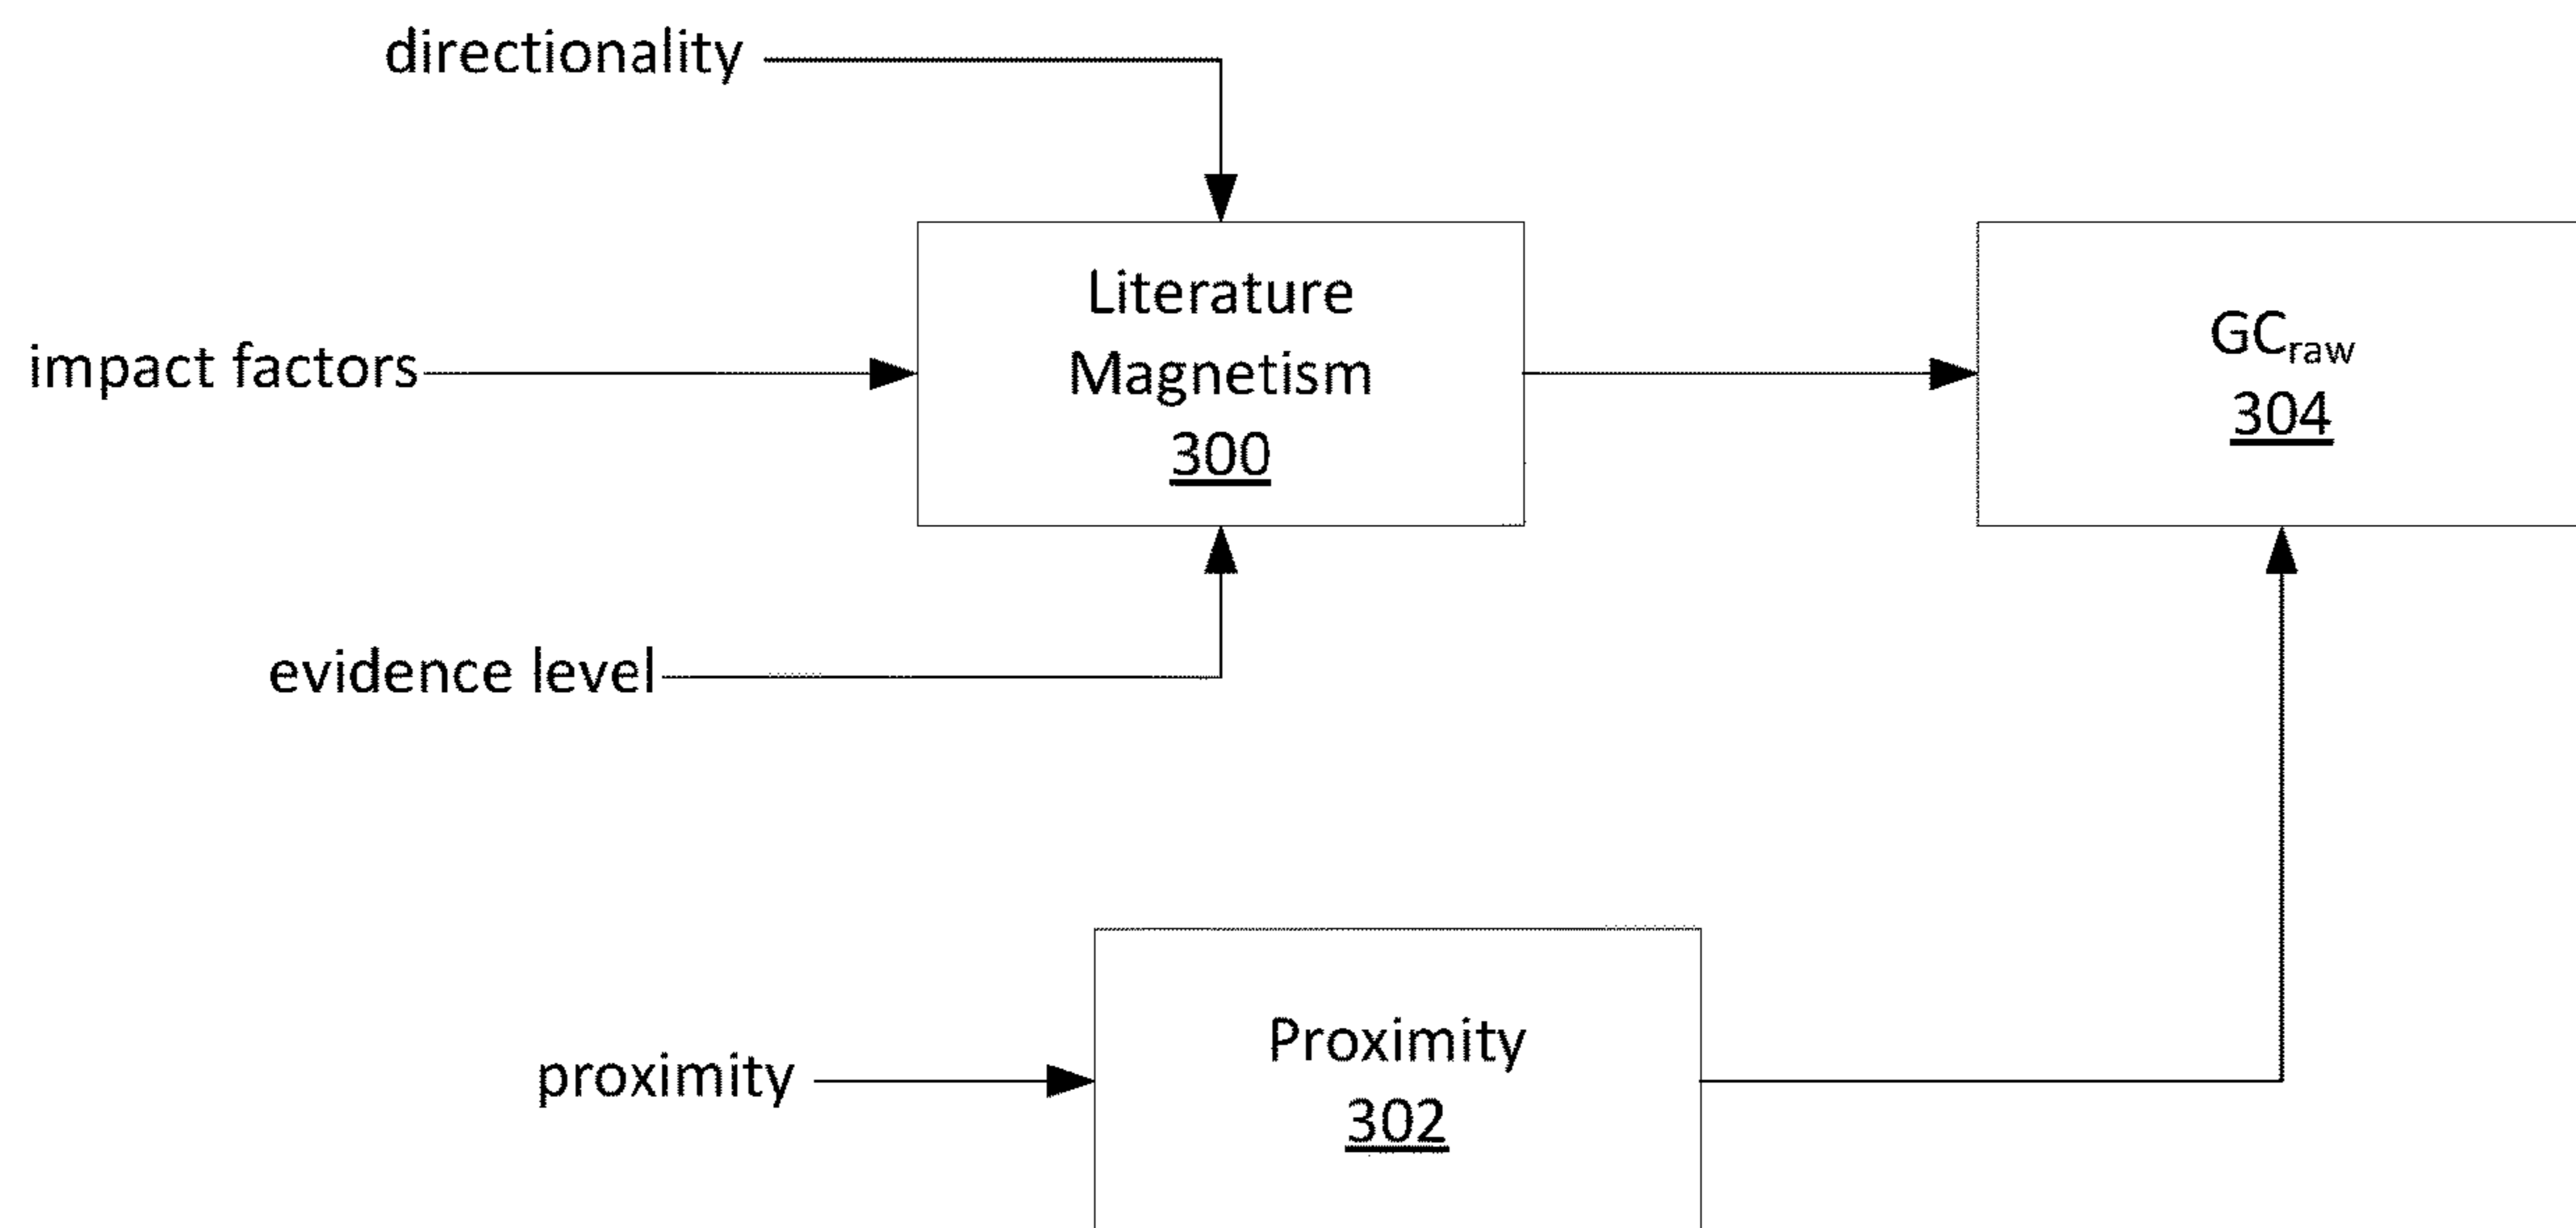 directionality
impact factors
Literature
Magnetism
300
GCraw
304
evidence level
proximity
Proximity
302